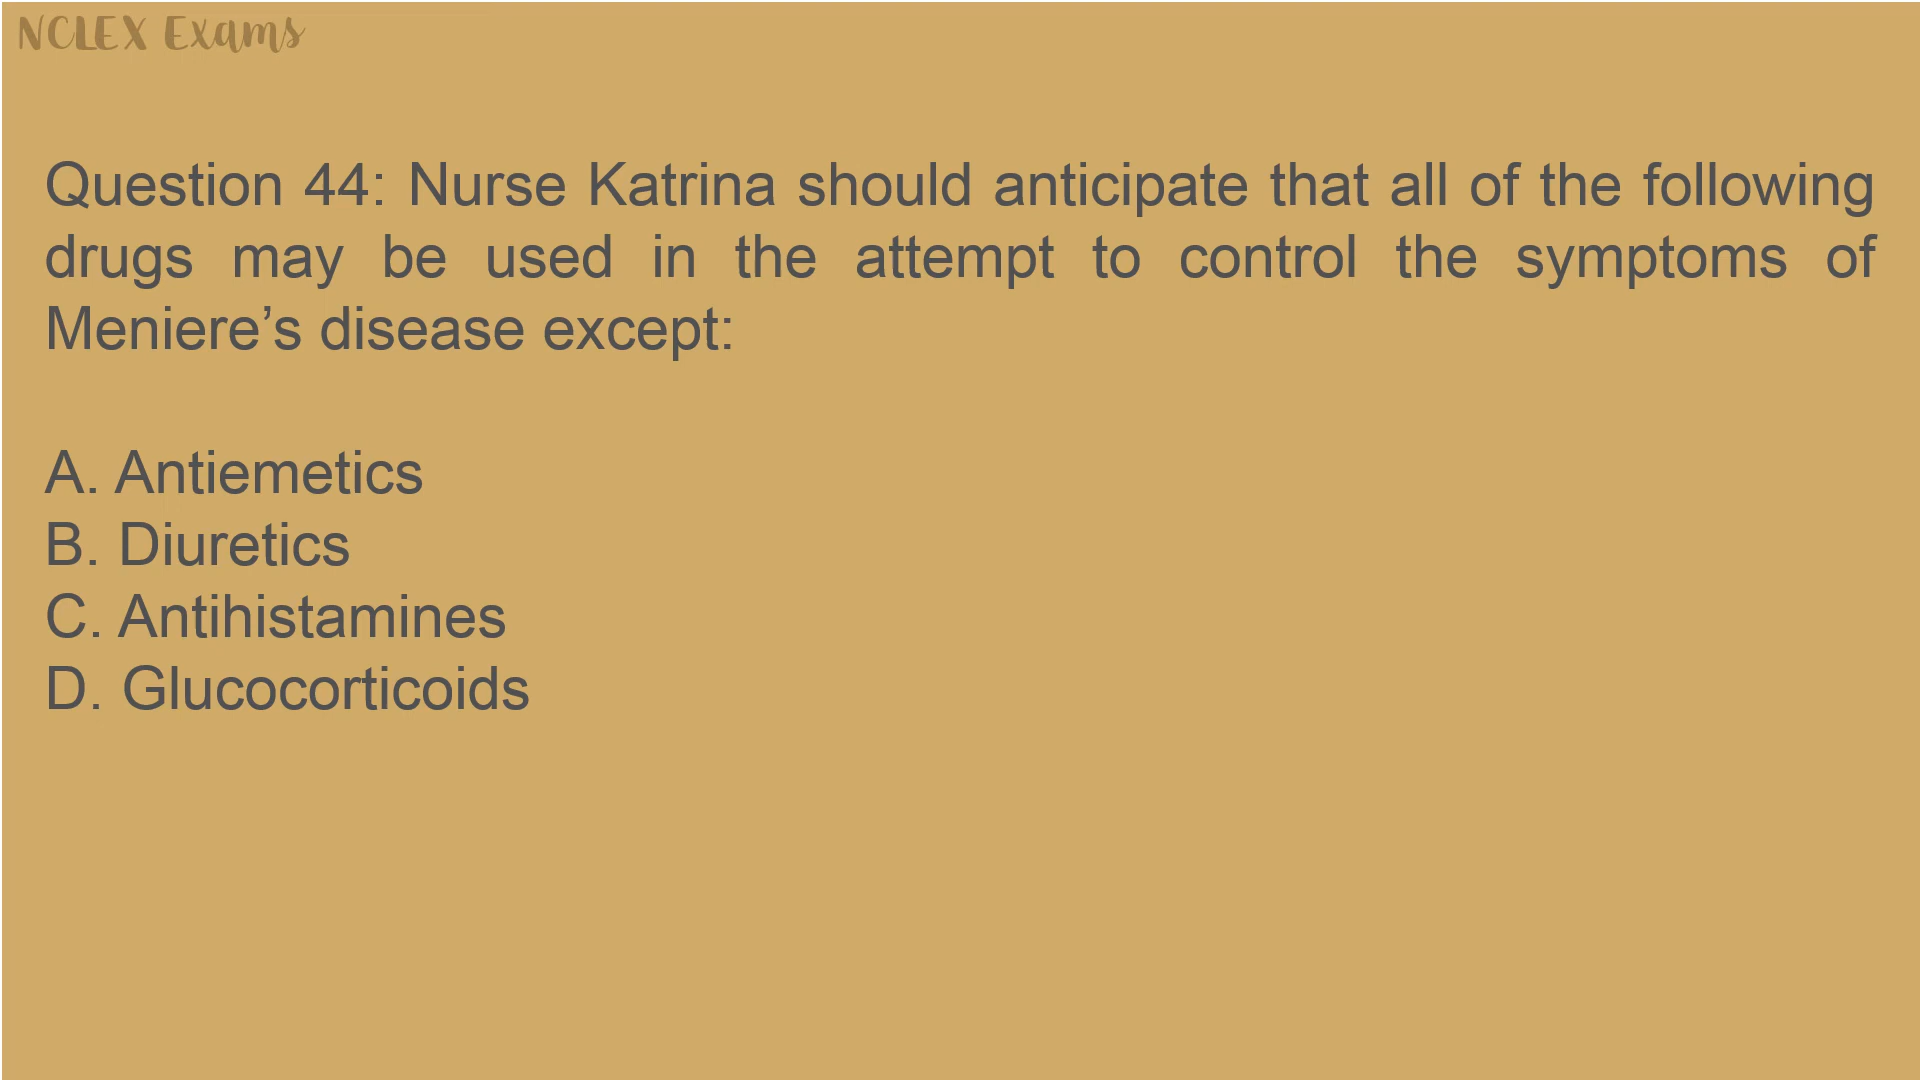 NCLEX Exams
Question 44: Nurse Katrina should anticipate that all of the following
drugs may be used in the attempt to control the symptoms of
Meniere’s disease except:
A. Antiemetics
B. Diuretics
C. Antihistamines
D. Glucocorticoids